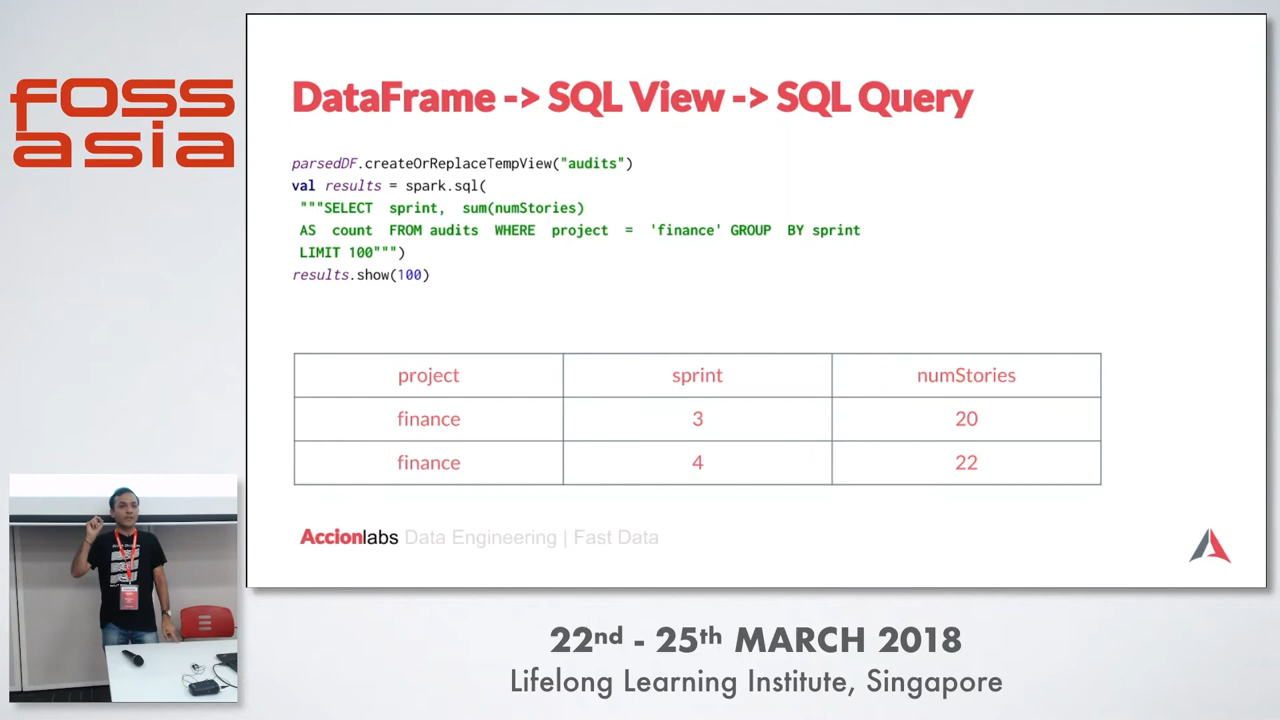 foss
asia
DataFrame -> SQL View -> SQL Query
parsedDF.createOrReplaceTempView("audits")
val results = spark.sql(
"""SELECT sprint, sum(numStories)
AS count FROM audits WHERE project = 'finance' GROUP BY sprint
LIMIT 100""")
results.show(100)
project sprint numStories
finance 3 20
finance 4 22
Accionlabs Data Engineering | Fast Data
22nd - 25th MARCH 2018
Lifelong Learning Institute, Singapore